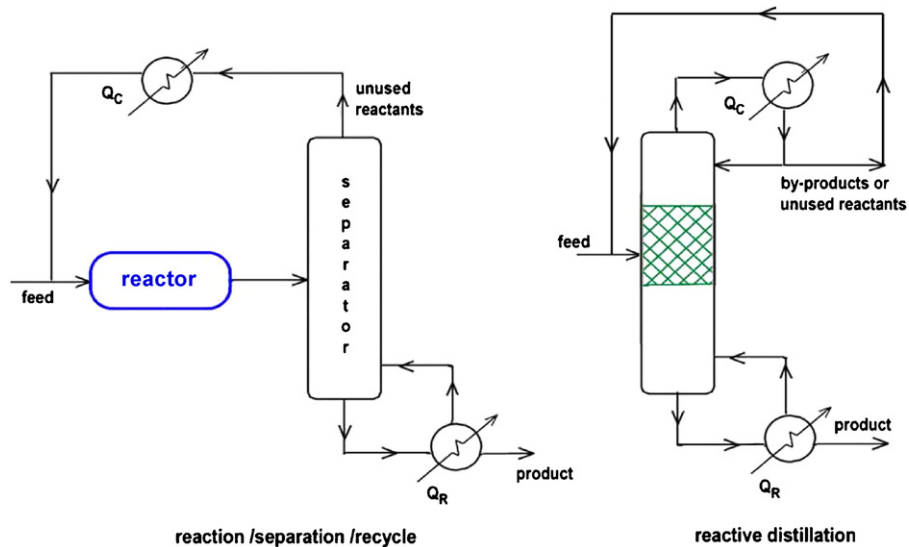 Q_C
unused
reactants
separator
feed
reactor
product
Q_R
reaction /separation /recycle
Q_C
by-products or
unused reactants
feed
product
Q_R
reactive distillation